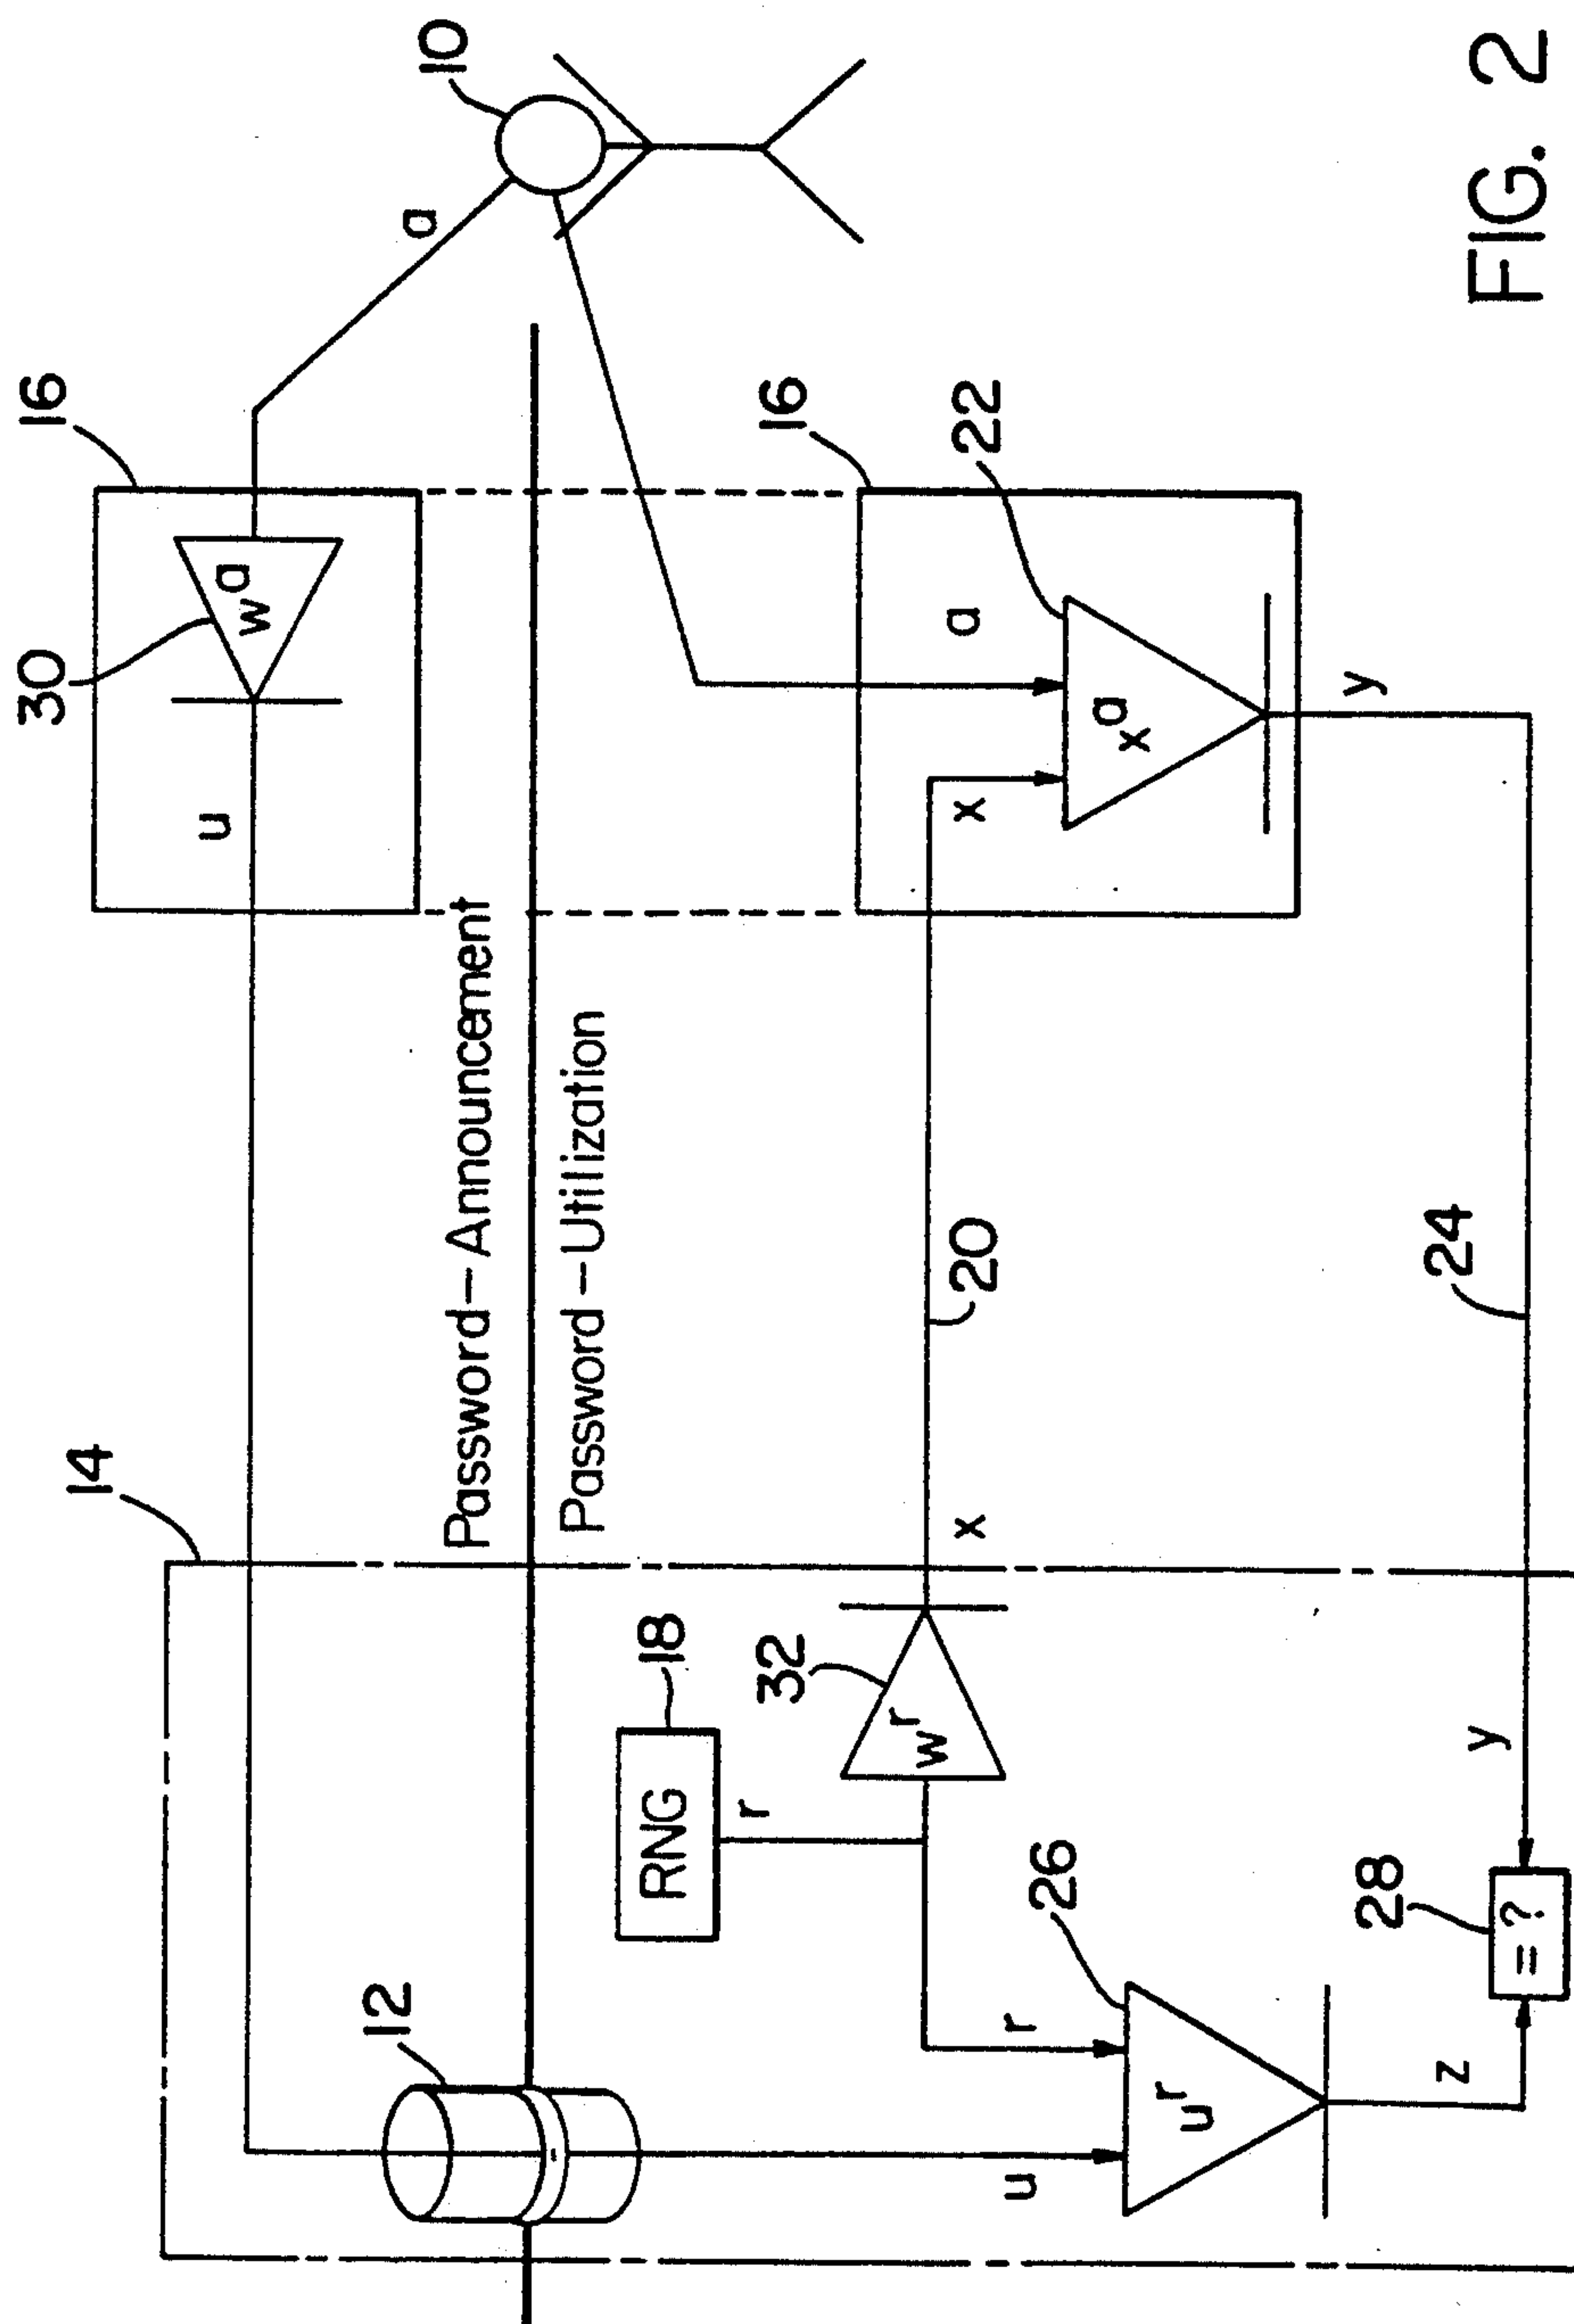 16
30
w^a
u
a
10
14
12
Password-Announcement
Password-Utilization
RNG
18
r
32
w^r
x
20
16
22
a
x
x^a
y
r
26
u
u^r
z
28
= ?
y
24
FIG. 2